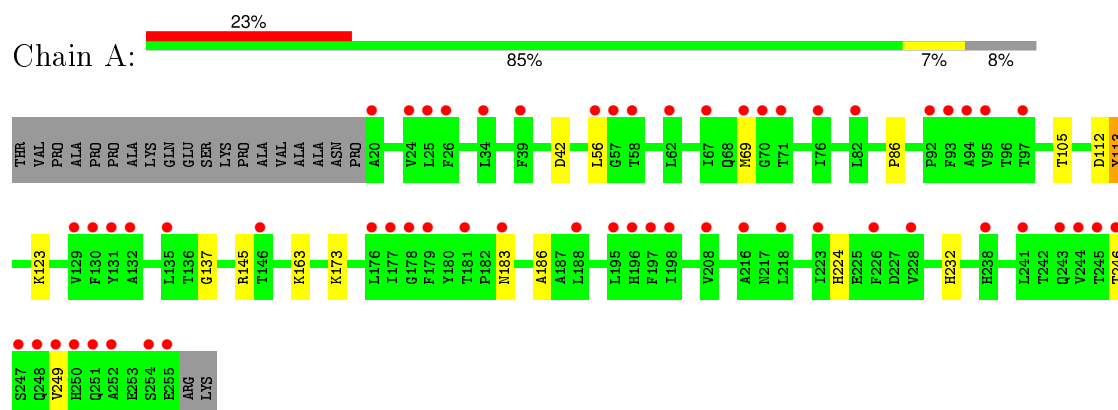 23%
Chain A:
85% 7% 8%
THR VAL PRO ALA PRO PRO ALA LYS GLN GLU SER LYS PRO ALA VAL ALA ALA ASN PRO A20 V24 L25 F26 L34 F39 D42 L56 G57 T58 L62 I67 Q68 M69 G70 T71 I76 L82 P86 P92 F93 A94 V95 T96 T97 T105 D112
K123 V129 F130 Y131 A132 L135 T136 G137 R145 T146 K163 K173 L176 I177 G178 F179 Y180 T181 P182 N183 A186 A187 L188 L195 H196 F197 I198 V208 A216 N217 L218 I223 H224 E225 F226 D227 V228 H232 H238 L241 T242 Q243 V244 T245 T246
S247 Q248 V249 H250 Q251 A252 E253 S254 E255 ARG LYS